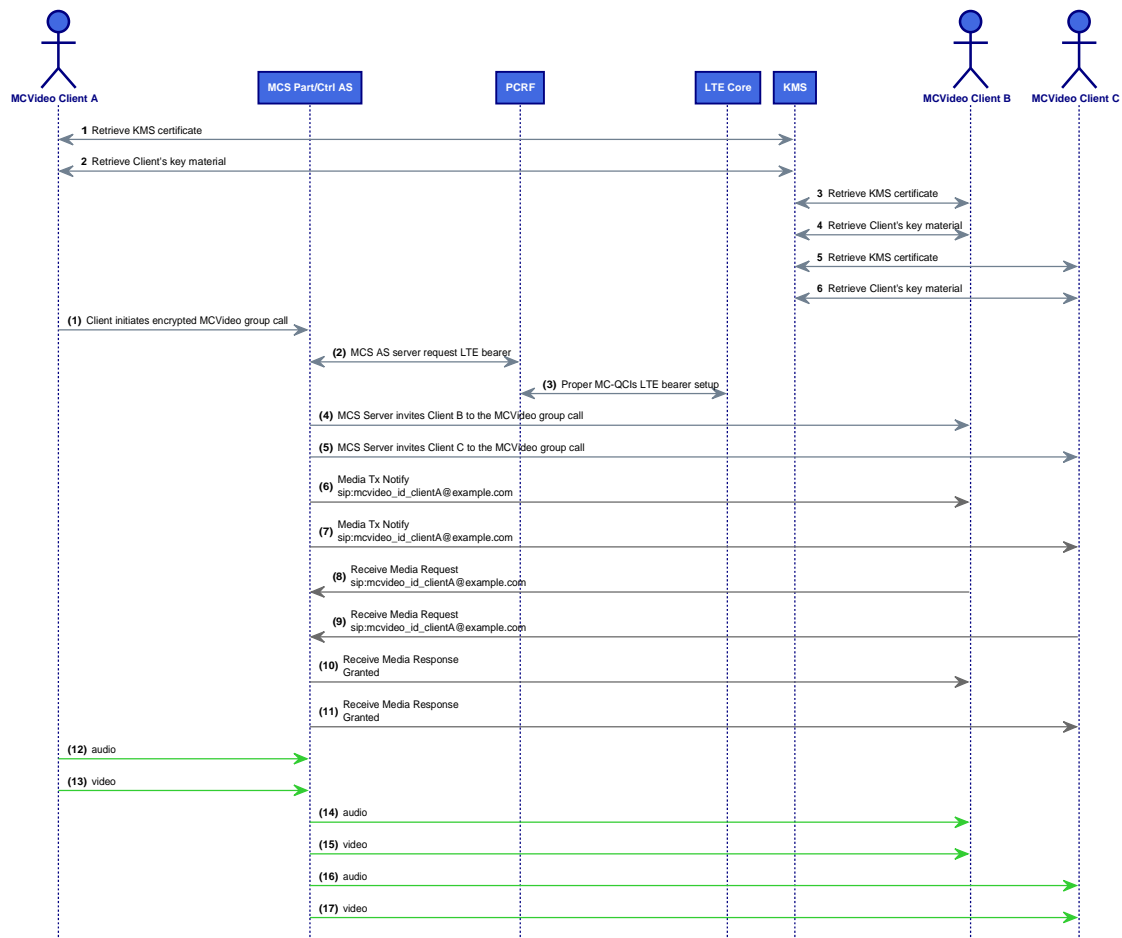 MCVideo Client A
MCS Part/Ctrl AS
PCRF
LTE Core
KMS
MCVideo Client B
MCVideo Client C
1 Retrieve KMS certificate
2 Retrieve Client's key material
3 Retrieve KMS certificate
4 Retrieve Client's key material
5 Retrieve KMS certificate
6 Retrieve Client's key material
(1) Client initiates encrypted MCVideo group call
(2) MCS AS server request LTE bearer
(3) Proper MC-QCIs LTE bearer setup
(4) MCS Server invites Client B to the MCVideo group call
(5) MCS Server invites Client C to the MCVideo group call
(6) Media Tx Notify
sip:mcvideo_id_clientA@example.com
(7) Media Tx Notify
sip:mcvideo_id_clientA@example.com
(8) Receive Media Request
sip:mcvideo_id_clientA@example.com
(9) Receive Media Request
sip:mcvideo_id_clientA@example.com
(10) Receive Media Response
Granted
(11) Receive Media Response
Granted
(12) audio
(13) video
(14) audio
(15) video
(16) audio
(17) video